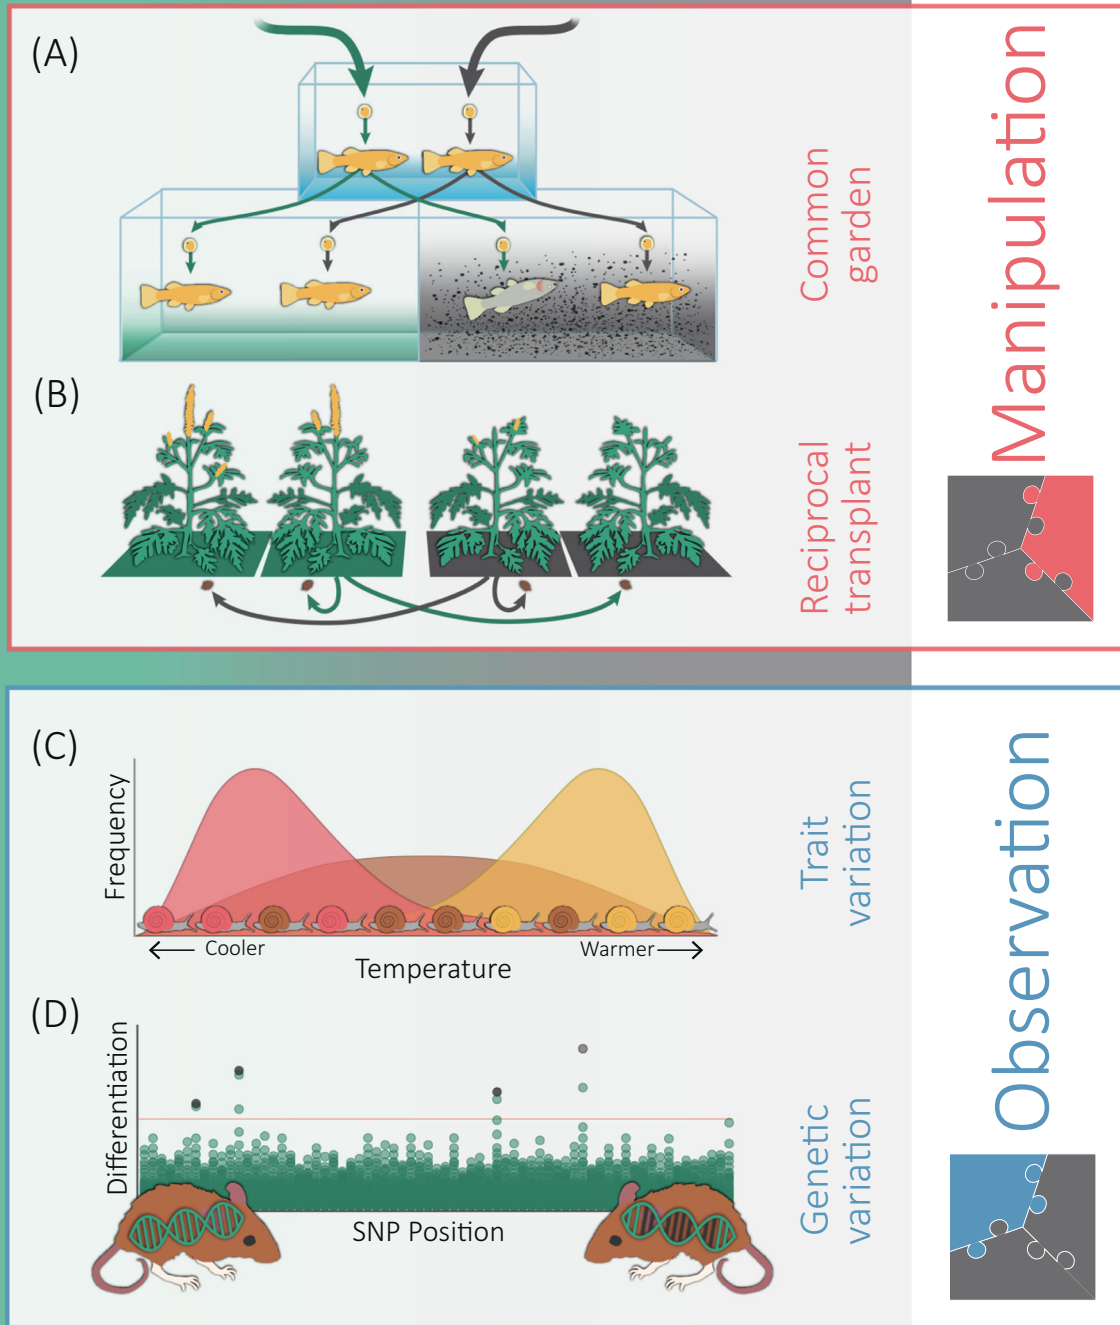 (A)
Common
garden
Manipulation
(B)
Reciprocal
transplant
(C)
Frequency
Cooler
Warmer
Temperature
Trait
variation
Observation
(D)
Differentiation
SNP Position
Genetic
variation